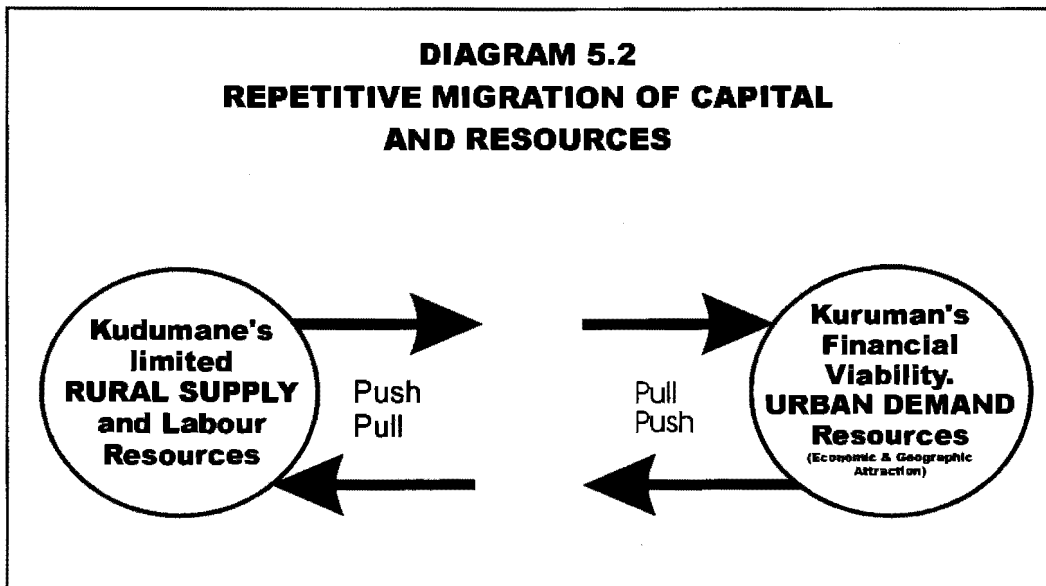 DIAGRAM 5.2
REPETITIVE MIGRATION OF CAPITAL
AND RESOURCES
Kudumane's
limited
RURAL SUPPLY
and Labour
Resources
Push
Pull
Pull
Push
Kuruman's
Financial
Viability.
URBAN DEMAND
Resources
(Economic & Geographic
Attraction)